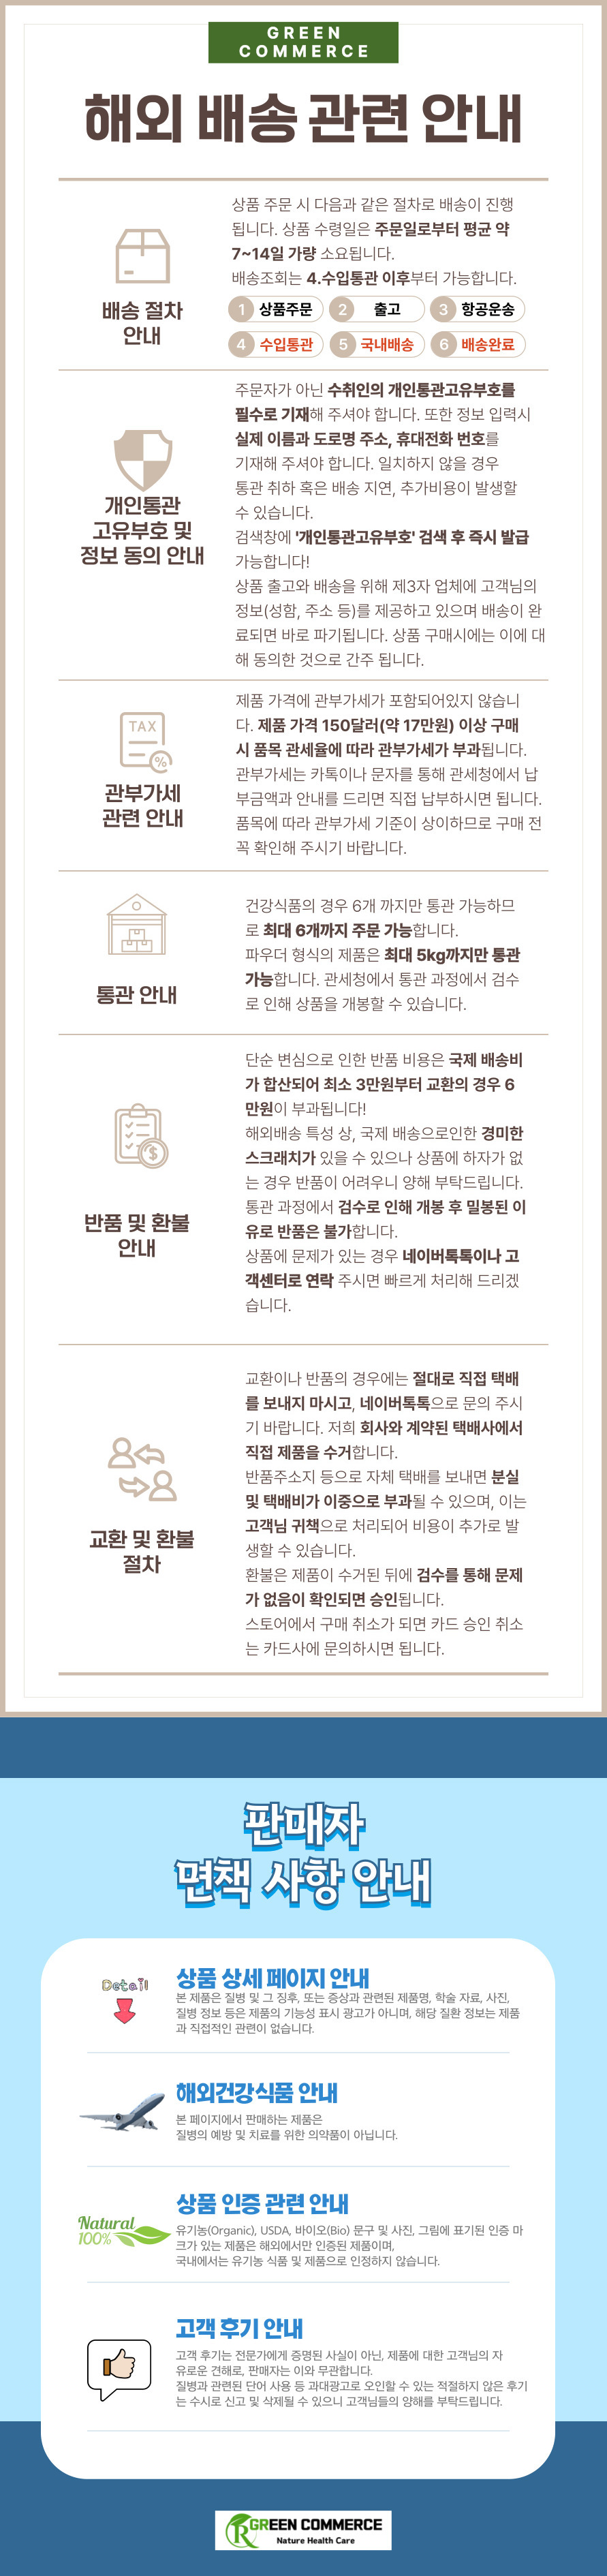 GREEN
COMMERCE
해외 배송 관련 안내
배송 절차
안내
상품 주문 시 다음과 같은 절차로 배송이 진행
됩니다. 상품 수령일은 주문일로부터 평균 약
7~14일 가량 소요됩니다.
배송조회는 4.수입통관 이후부터 가능합니다.
1 상품주문 2 출고 3 항공운송
4 수입통관 5 국내배송 6 배송완료
개인통관
고유부호 및
정보 동의 안내
주문자가 아닌 수취인의 개인통관고유부호를
필수로 기재해 주셔야 합니다. 또한 정보 입력시
실제 이름과 도로명 주소, 휴대전화 번호를
기재해 주셔야 합니다. 일치하지 않을 경우
통관 취하 혹은 배송 지연, 추가비용이 발생할
수 있습니다.
검색창에 '개인통관고유부호' 검색 후 즉시 발급
가능합니다!
상품 출고와 배송을 위해 제3자 업체에 고객님의
정보(성함, 주소 등)를 제공하고 있으며 배송이 완
료되면 바로 파기됩니다. 상품 구매시에는 이에 대
해 동의한 것으로 간주 됩니다.
TAX
%
관부가세
관련 안내
제품 가격에 관부가세가 포함되어있지 않습니
다. 제품 가격 150달러(약 17만원) 이상 구매
시 품목 관세율에 따라 관부가세가 부과됩니다.
관부가세는 카톡이나 문자를 통해 관세청에서 납
부금액과 안내를 드리면 직접 납부하시면 됩니다.
품목에 따라 관부가세 기준이 상이하므로 구매 전
꼭 확인해 주시기 바랍니다.
통관 안내
건강식품의 경우 6개 까지만 통관 가능하므
로 최대 6개까지 주문 가능합니다.
파우더 형식의 제품은 최대 5kg까지만 통관
가능합니다. 관세청에서 통관 과정에서 검수
로 인해 상품을 개봉할 수 있습니다.
$
반품 및 환불
안내
단순 변심으로 인한 반품 비용은 국제 배송비
가 합산되어 최소 3만원부터 교환의 경우 6
만원이 부과됩니다!
해외배송 특성 상, 국제 배송으로인한 경미한
스크래치가 있을 수 있으나 상품에 하자가 없
는 경우 반품이 어려우니 양해 부탁드립니다.
통관 과정에서 검수로 인해 개봉 후 밀봉된 이
유로 반품은 불가합니다.
상품에 문제가 있는 경우 네이버톡톡이나 고
객센터로 연락 주시면 빠르게 처리해 드리겠
습니다.
교환 및 환불
절차
교환이나 반품의 경우에는 절대로 직접 택배
를 보내지 마시고, 네이버톡톡으로 문의 주시
기 바랍니다. 저희 회사와 계약된 택배사에서
직접 제품을 수거합니다.
반품주소지 등으로 자체 택배를 보내면 분실
및 택배비가 이중으로 부과될 수 있으며, 이는
고객님 귀책으로 처리되어 비용이 추가로 발
생할 수 있습니다.
환불은 제품이 수거된 뒤에 검수를 통해 문제
가 없음이 확인되면 승인됩니다.
스토어에서 구매 취소가 되면 카드 승인 취소
는 카드사에 문의하시면 됩니다.
판매자
면책 사항 안내
Detail
상품 상세 페이지 안내
본 제품은 질병 및 그 징후, 또는 증상과 관련된 제품명, 학술 자료, 사진,
질병 정보 등은 제품의 기능성 표시 광고가 아니며, 해당 질환 정보는 제품
과 직접적인 관련이 없습니다.
해외건강식품 안내
본 페이지에서 판매하는 제품은
질병의 예방 및 치료를 위한 의약품이 아닙니다.
Natural
100%
상품 인증 관련 안내
유기농(Organic), USDA, 바이오(Bio) 문구 및 사진, 그림에 표기된 인증 마
크가 있는 제품은 해외에서만 인증된 제품이며,
국내에서는 유기농 식품 및 제품으로 인정하지 않습니다.
고객 후기 안내
고객 후기는 전문가에게 증명된 사실이 아닌, 제품에 대한 고객님의 자
유로운 견해로, 판매자는 이와 무관합니다.
질병과 관련된 단어 사용 등 과대광고로 오인할 수 있는 적절하지 않은 후기
는 수시로 신고 및 삭제될 수 있으니 고객님들의 양해를 부탁드립니다.
R GREEN COMMERCE
Nature Health Care